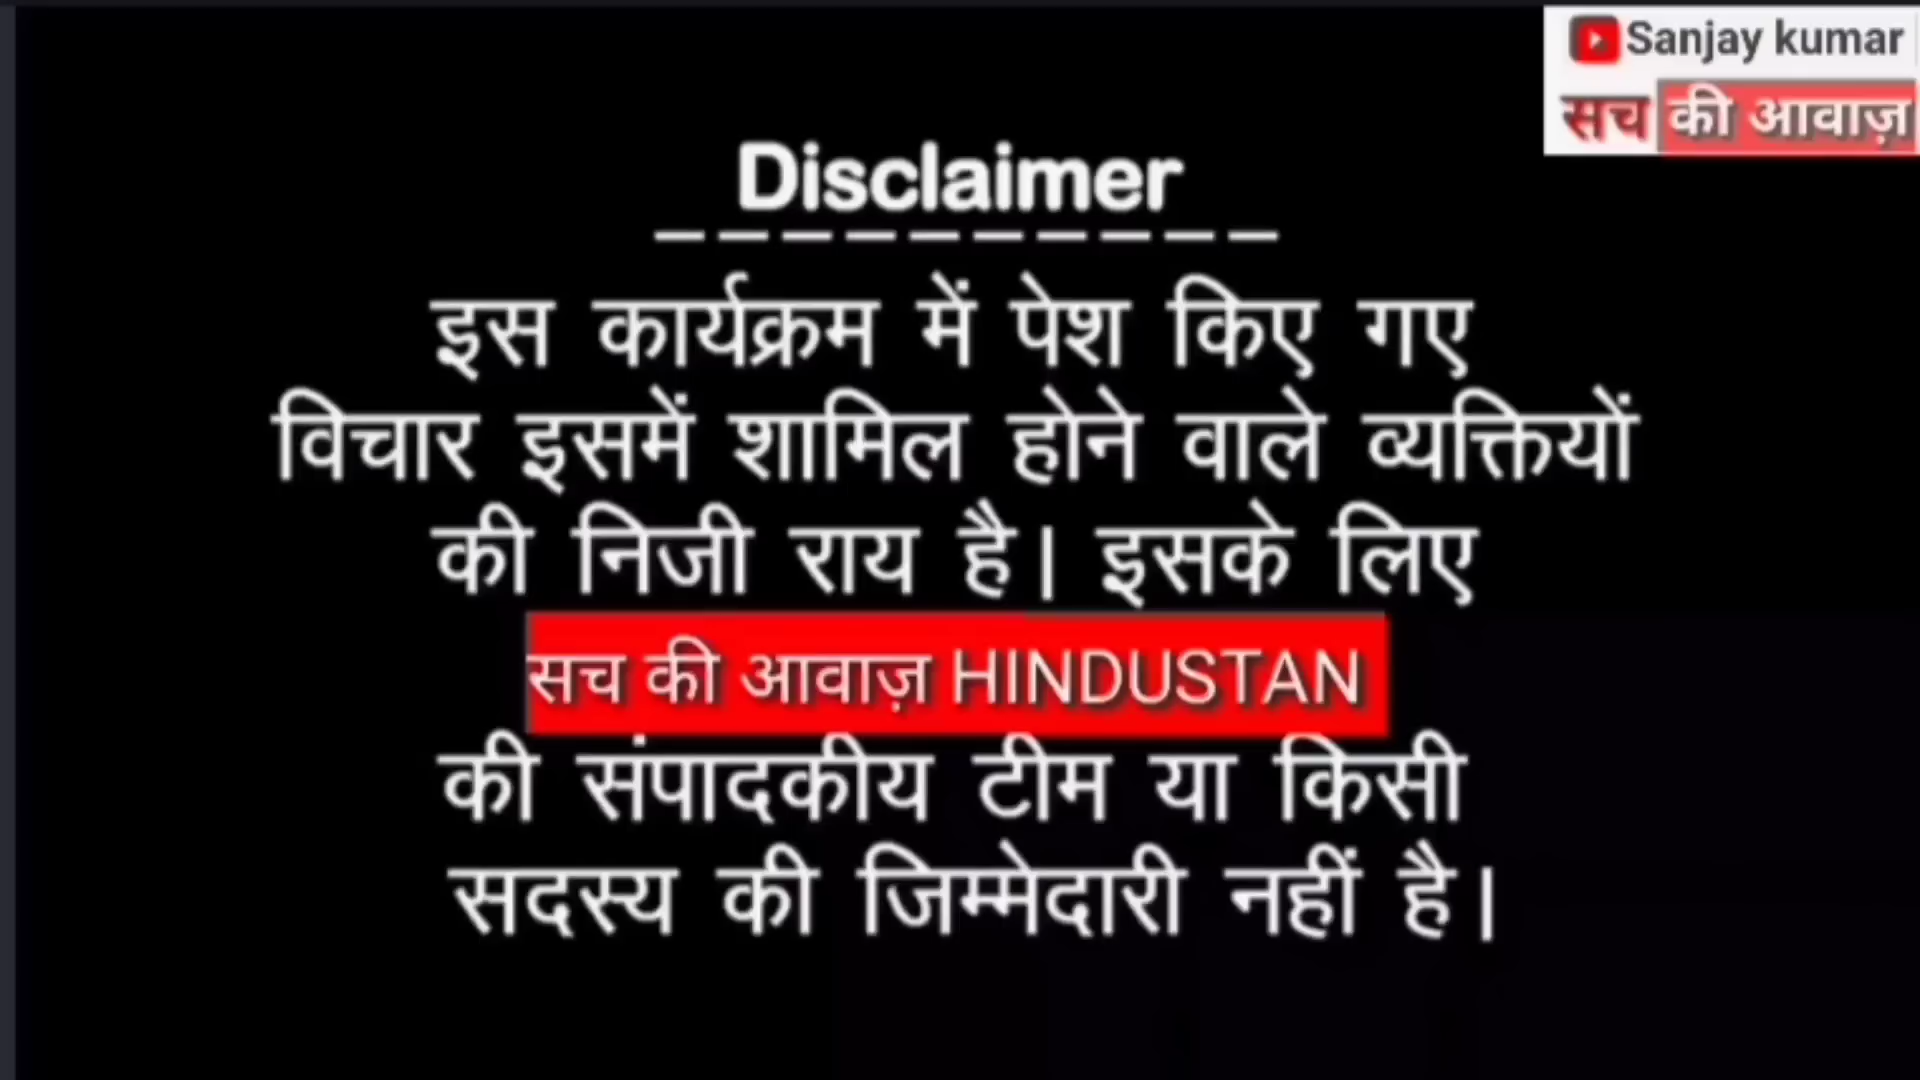 Sanjay kumar
सच की आवाज़
Disclaimer
इस कार्यक्रम में पेश किए गए
विचार इसमें शामिल होने वाले व्यक्तियों
की निजी राय है। इसके लिए
सच की आवाज़ HINDUSTAN
की संपादकीय टीम या किसी
सदस्य की जिम्मेदारी नहीं है।